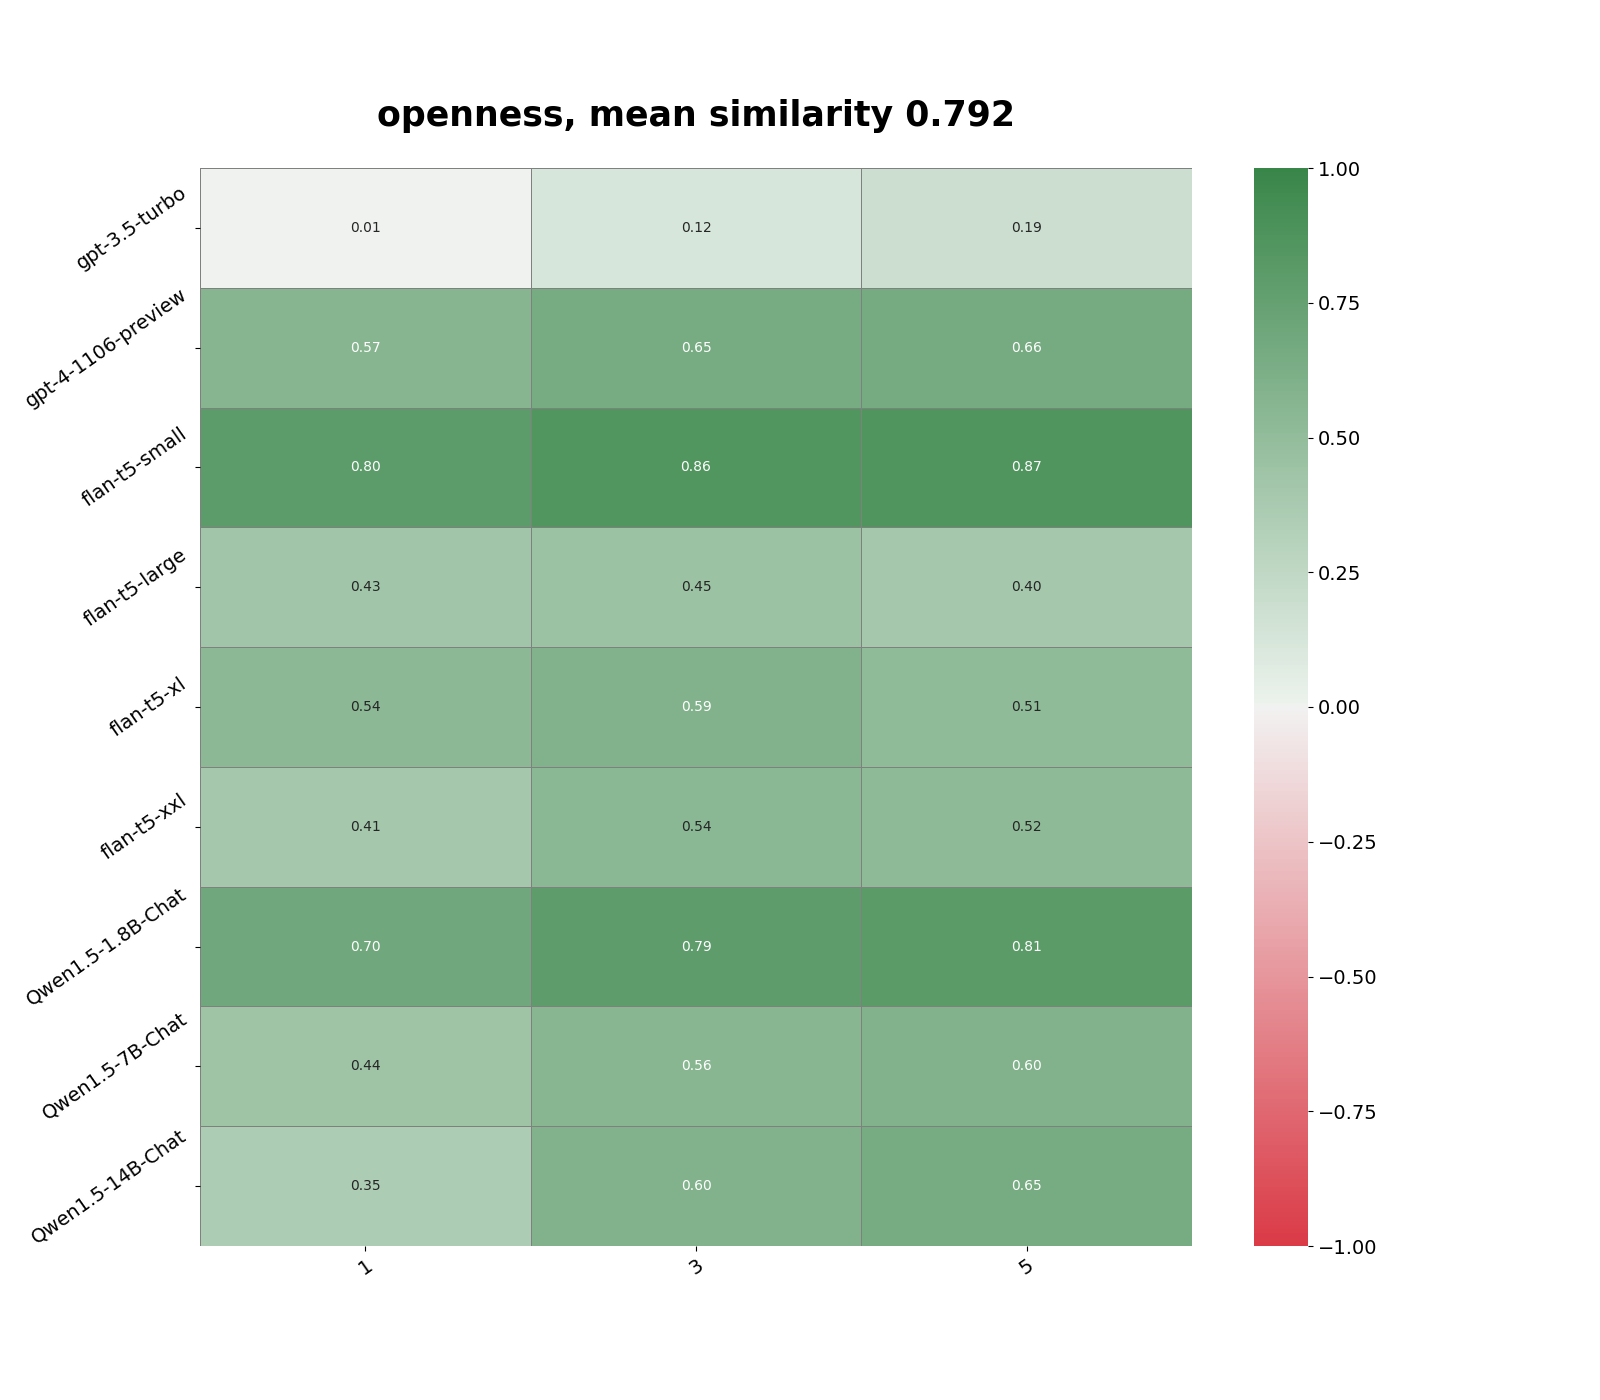 openness, mean similarity 0.792
gpt-3.5-turbo 0.01 0.12 0.19
gpt-4-1106-preview 0.57 0.65 0.66
flan-t5-small 0.80 0.86 0.87
flan-t5-large 0.43 0.45 0.40
flan-t5-xl 0.54 0.59 0.51
flan-t5-xxl 0.41 0.54 0.52
Qwen1.5-1.8B-Chat 0.70 0.79 0.81
Qwen1.5-7B-Chat 0.44 0.56 0.60
Qwen1.5-14B-Chat 0.35 0.60 0.65
1 3 5
1.00
0.75
0.50
0.25
0.00
−0.25
−0.50
−0.75
−1.00